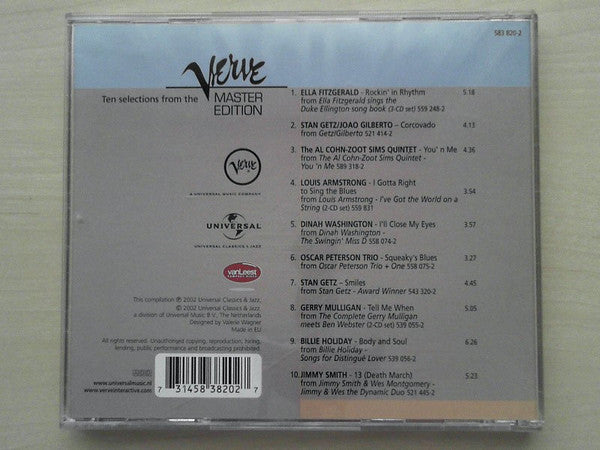 583 820-2
Verve
Ten selections from the MASTER
EDITION
Verve
A UNIVERSAL MUSIC COMPANY
UNIVERSAL
UNIVERSAL CLASSICS & JAZZ
vanLeest
This compilation ℗ 2002 Universal Classics & Jazz,
© 2002 Universal Classics & Jazz,
a division of Universal Music B.V., The Netherlands
Designed by Valerie Wagner
Made in EU
All rights reserved. Unauthorised copying, reproduction, hiring,
lending, public performance and broadcasting prohibited.
www.universalmusic.nl
www.verveinteractive.com
7 31458 38202 7
1. ELLA FITZGERALD - Rockin' in Rhythm 5.18
from Ella Fitzgerald sings the
Duke Ellington song book (3-CD set) 559 248-2
2. STAN GETZ/JOAO GILBERTO – Corcovado 4.13
from Getz/Gilberto 521 414-2
3. The AL COHN-ZOOT SIMS QUINTET - You' n Me 4.36
from The Al Cohn-Zoot Sims Quintet -
You 'n Me 589 318-2
4. LOUIS ARMSTRONG - I Gotta Right
to Sing the Blues 3.54
from Louis Armstrong - I've Got the World on a
String (2-CD set) 559 831
5. DINAH WASHINGTON - I'll Close My Eyes 3.57
from Dinah Washington -
The Swingin' Miss D 558 074-2
6. OSCAR PETERSON TRIO - Squeaky's Blues 3.27
from Oscar Peterson Trio + One 558 075-2
7. STAN GETZ – Smiles 4.45
from Stan Getz - Award Winner 543 320-2
8. GERRY MULLIGAN - Tell Me When 5.05
from The Complete Gerry Mulligan
meets Ben Webster (2-CD set) 539 055-2
9. BILLIE HOLIDAY - Body and Soul 6.26
from Billie Holiday -
Songs for Distingué Lover 539 056-2
10. JIMMY SMITH - 13 (Death March) 5:23
from Jimmy Smith & Wes Montgomery -
Jimmy & Wes the Dynamic Duo 521 445-2